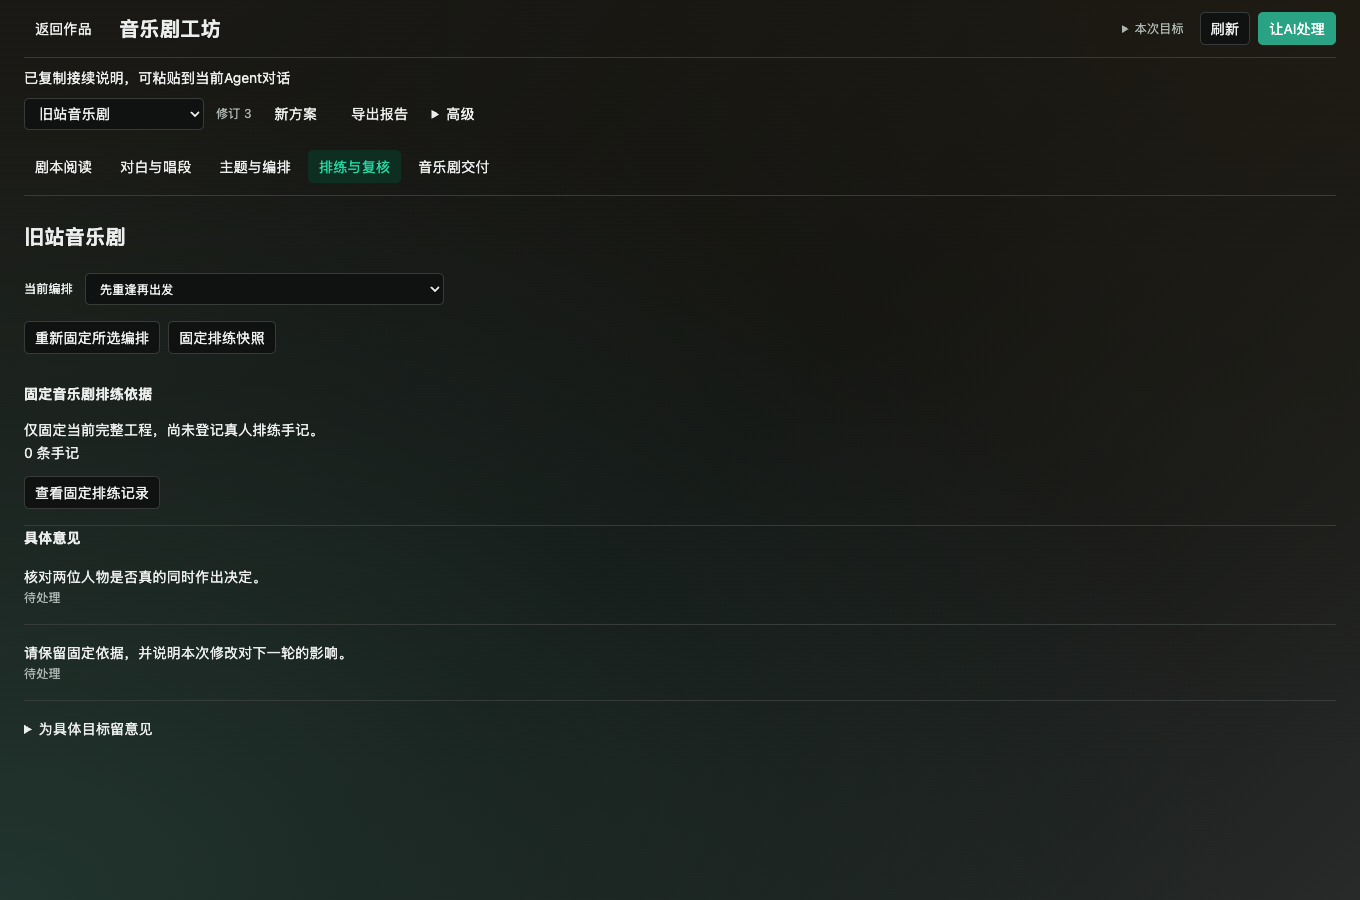 返回作品 音乐剧工坊 本次目标 刷新 让AI处理
已复制接续说明，可粘贴到当前Agent对话
旧站音乐剧 修订 3 新方案 导出报告 高级
剧本阅读 对白与唱段 主题与编排 排练与复核 音乐剧交付
旧站音乐剧
当前编排 先重逢再出发
重新固定所选编排 固定排练快照
固定音乐剧排练依据
仅固定当前完整工程，尚未登记真人排练手记。
0 条手记
查看固定排练记录
具体意见
核对两位人物是否真的同时作出决定。
待处理
请保留固定依据，并说明本次修改对下一轮的影响。
待处理
为具体目标留意见